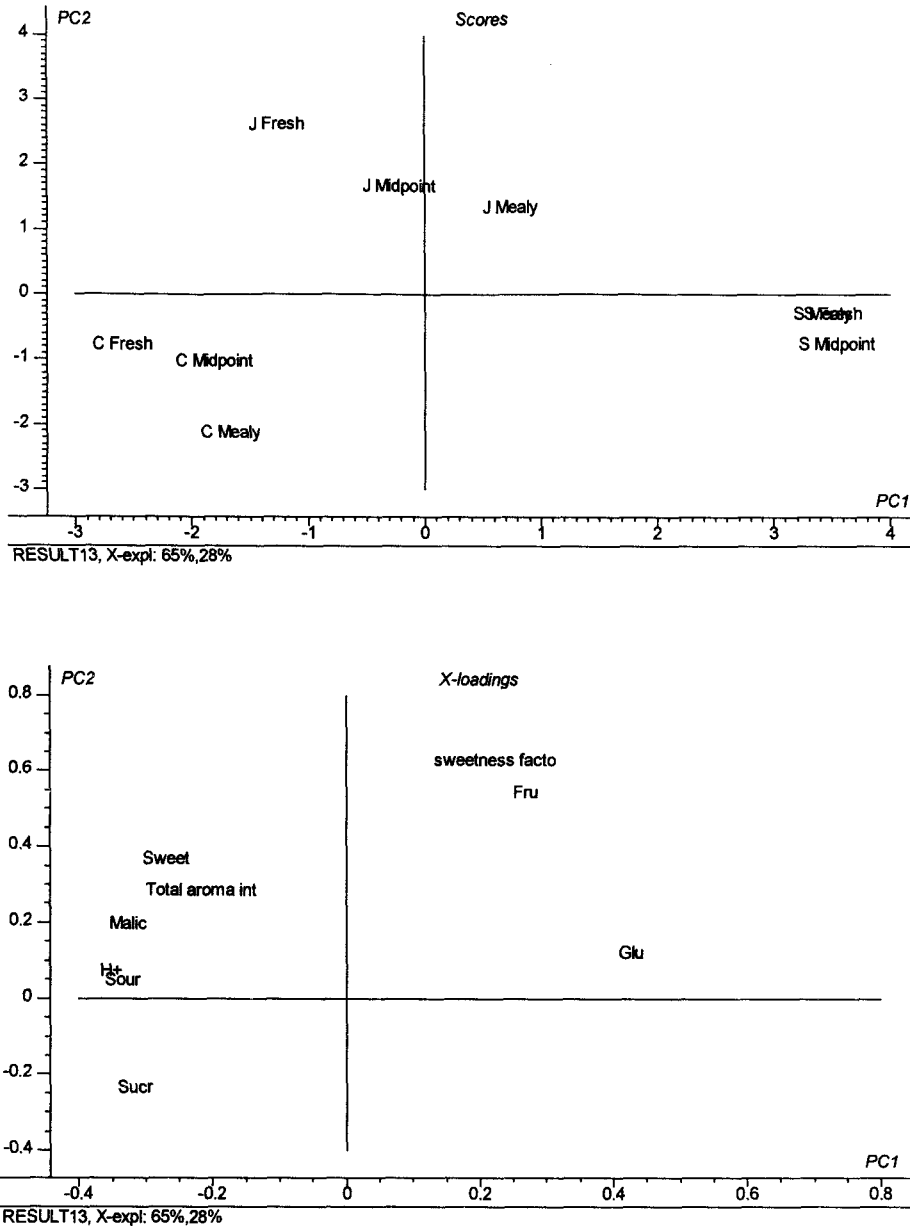 PC2
Scores
4
3
2
1
0
-1
-2
-3
J Fresh
J Midpoint
J Mealy
C Fresh
C Midpoint
C Mealy
S Mealy
S Fresh
S Midpoint
PC1
-3 -2 -1 0 1 2 3 4
RESULT13, X-expl: 65%,28%
PC2
X-loadings
0.8
0.6
0.4
0.2
0
-0.2
-0.4
sweetness facto
Fru
Sweet
Total aroma int
Malic
Glu
H+
Sour
Sucr
PC1
-0.4 -0.2 0 0.2 0.4 0.6 0.8
RESULT13, X-expl: 65%,28%